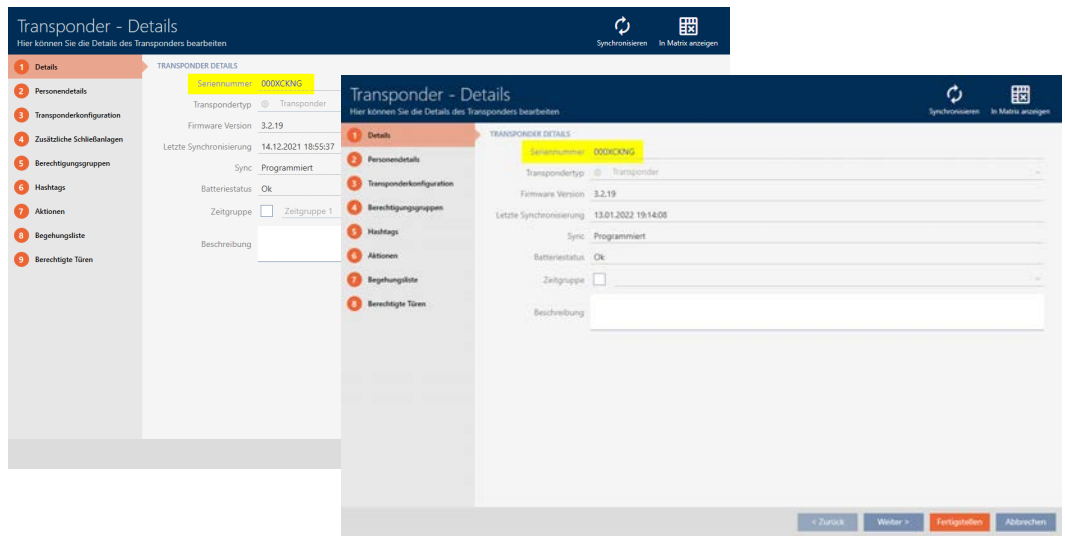 Transponder - Details
Hier können Sie die Details des Transponders bearbeiten
Synchronisieren
In Matrix anzeigen
1 Details
2 Personendetails
3 Transponderkonfiguration
4 Zusätzliche Schließanlagen
5 Berechtigungsgruppen
6 Hashtags
7 Aktionen
8 Begehungsliste
9 Berechtigte Türen
TRANSPONDER DETAILS
Seriennummer 000XCKNG
Transpondertyp Transponder
Firmware Version 3.2.19
Letzte Synchronisierung 14.12.2021 18:55:37
Sync Programmiert
Batteriestatus Ok
Zeitgruppe Zeitgruppe 1
Beschreibung
Transponder - Details
Hier können Sie die Details des Transponders bearbeiten
Synchronisieren
In Matrix anzeigen
1 Details
2 Personendetails
3 Transponderkonfiguration
4 Berechtigungsgruppen
5 Hashtags
6 Aktionen
7 Begehungsliste
8 Berechtigte Türen
TRANSPONDER DETAILS
Seriennummer 000XCKNG
Transpondertyp Transponder
Firmware Version 3.2.19
Letzte Synchronisierung 13.01.2022 19:14:08
Sync Programmiert
Batteriestatus Ok
Zeitgruppe
Beschreibung
< Zurück
Weiter >
Fertigstellen
Abbrechen